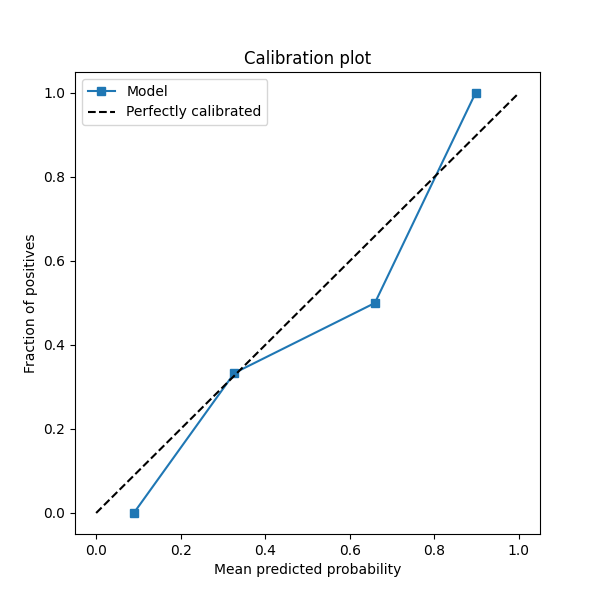 Calibration plot
Model
Perfectly calibrated
Fraction of positives
1.0
0.8
0.6
0.4
0.2
0.0
0.0 0.2 0.4 0.6 0.8 1.0
Mean predicted probability